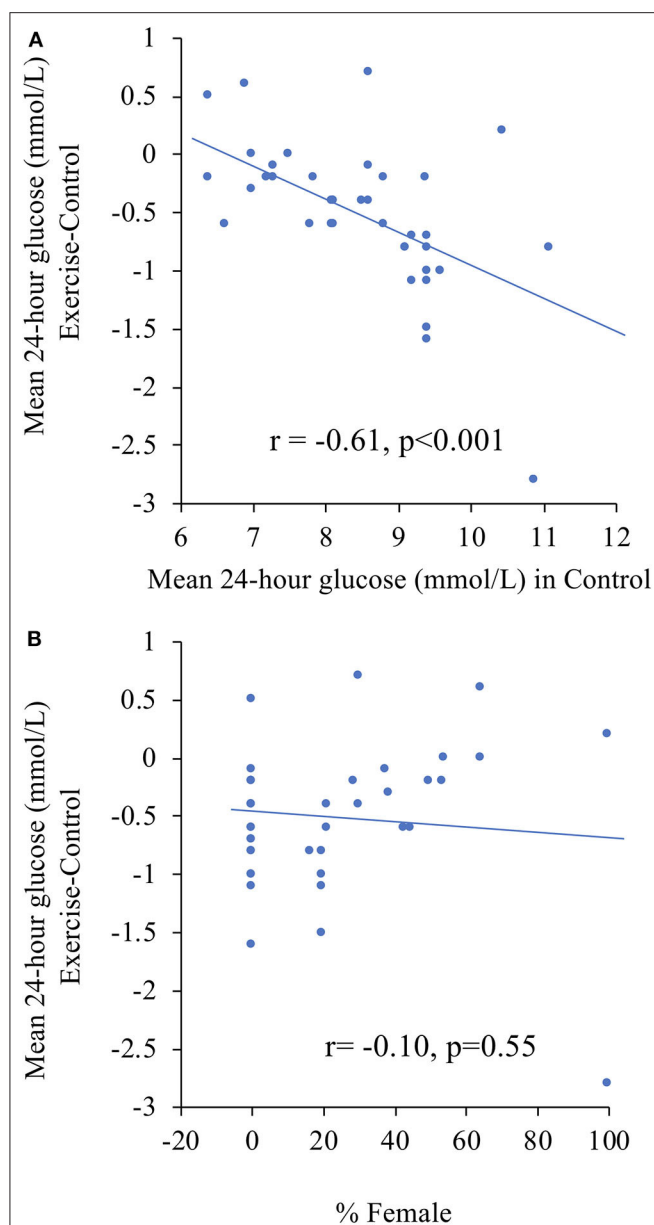 A
Mean 24-hour glucose (mmol/L)
Exercise-Control
1
0.5
0
-0.5
-1
-1.5
-2
-2.5
-3
r = -0.61, p<0.001
6 7 8 9 10 11 12
Mean 24-hour glucose (mmol/L) in Control
B
Mean 24-hour glucose (mmol/L)
Exercise-Control
1
0.5
0
-0.5
-1
-1.5
-2
-2.5
-3
r= -0.10, p=0.55
-20 0 20 40 60 80 100
% Female